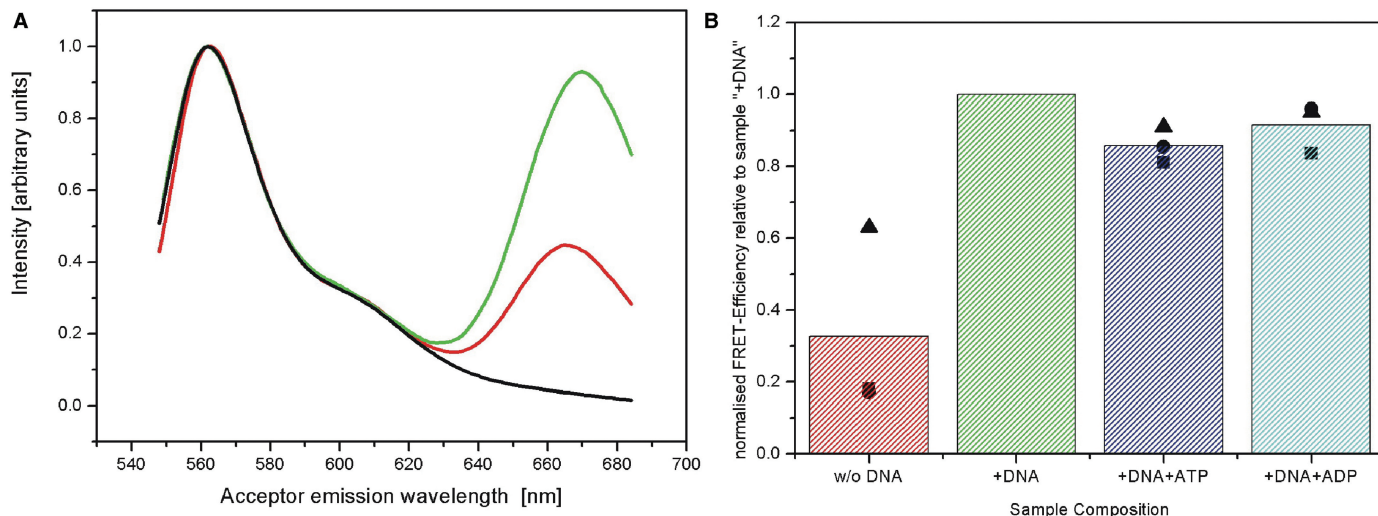 A
Intensity [arbitrary units]
1.0
0.8
0.6
0.4
0.2
0.0
540 560 580 600 620 640 660 680 700
Acceptor emission wavelength [nm]
B
normalised FRET-Efficiency relative to sample "+DNA"
1.2
1.0
0.8
0.6
0.4
0.2
0.0
w/o DNA +DNA +DNA+ATP +DNA+ADP
Sample Composition